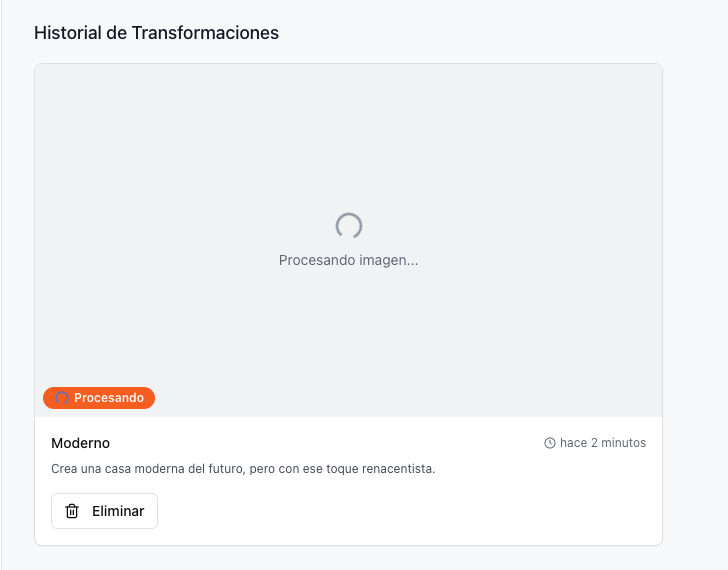 Historial de Transformaciones
Procesando imagen...
Procesando
Moderno
hace 2 minutos
Crea una casa moderna del futuro, pero con ese toque renacentista.
Eliminar